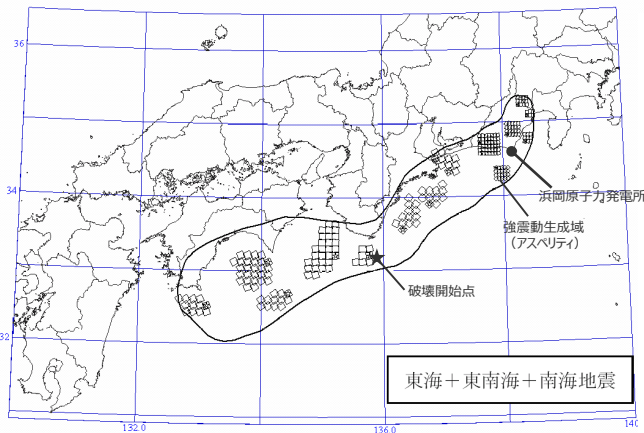 36
34
32
浜岡原子力発電所
強震動生成域
(アスペリティ)
破壊開始点
東海＋東南海＋南海地震
132.0
136.0
14